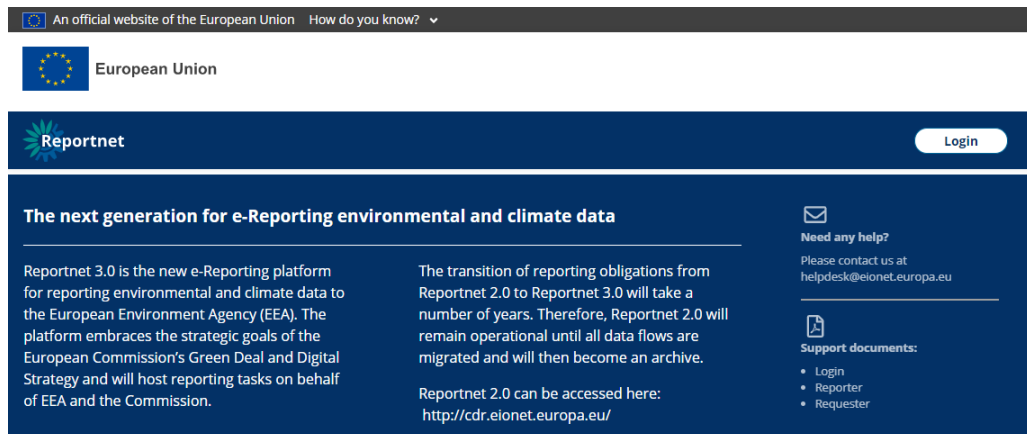 An official website of the European Union How do you know?
European Union
Reportnet
Login
The next generation for e-Reporting environmental and climate data
Reportnet 3.0 is the new e-Reporting platform
for reporting environmental and climate data to
the European Environment Agency (EEA). The
platform embraces the strategic goals of the
European Commission's Green Deal and Digital
Strategy and will host reporting tasks on behalf
of EEA and the Commission.
The transition of reporting obligations from
Reportnet 2.0 to Reportnet 3.0 will take a
number of years. Therefore, Reportnet 2.0 will
remain operational until all data flows are
migrated and will then become an archive.
Reportnet 2.0 can be accessed here:
http://cdr.eionet.europa.eu/
Need any help?
Please contact us at
helpdesk@eionet.europa.eu
Support documents:
• Login
• Reporter
• Requester